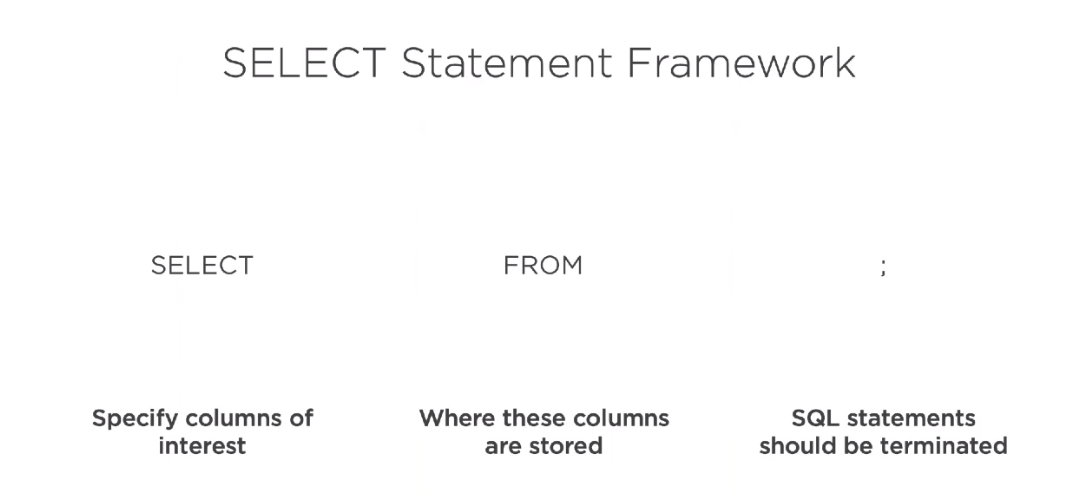 SELECT Statement Framework
SELECT
FROM
;
Specify columns of
interest
Where these columns
are stored
SQL statements
should be terminated